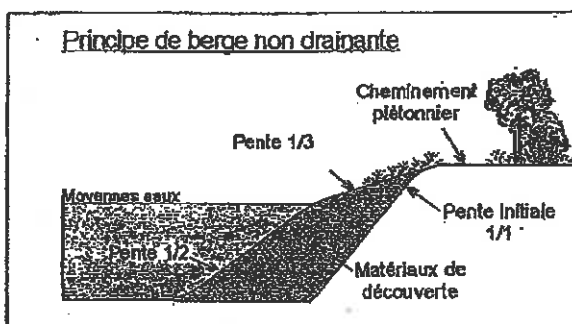 Principe de berge non drainante
Cheminement
piétonnier
Pente 1/3
Moyennes eaux
Pente initiale
1/1
Pente 1/2
Matériaux de
découverte